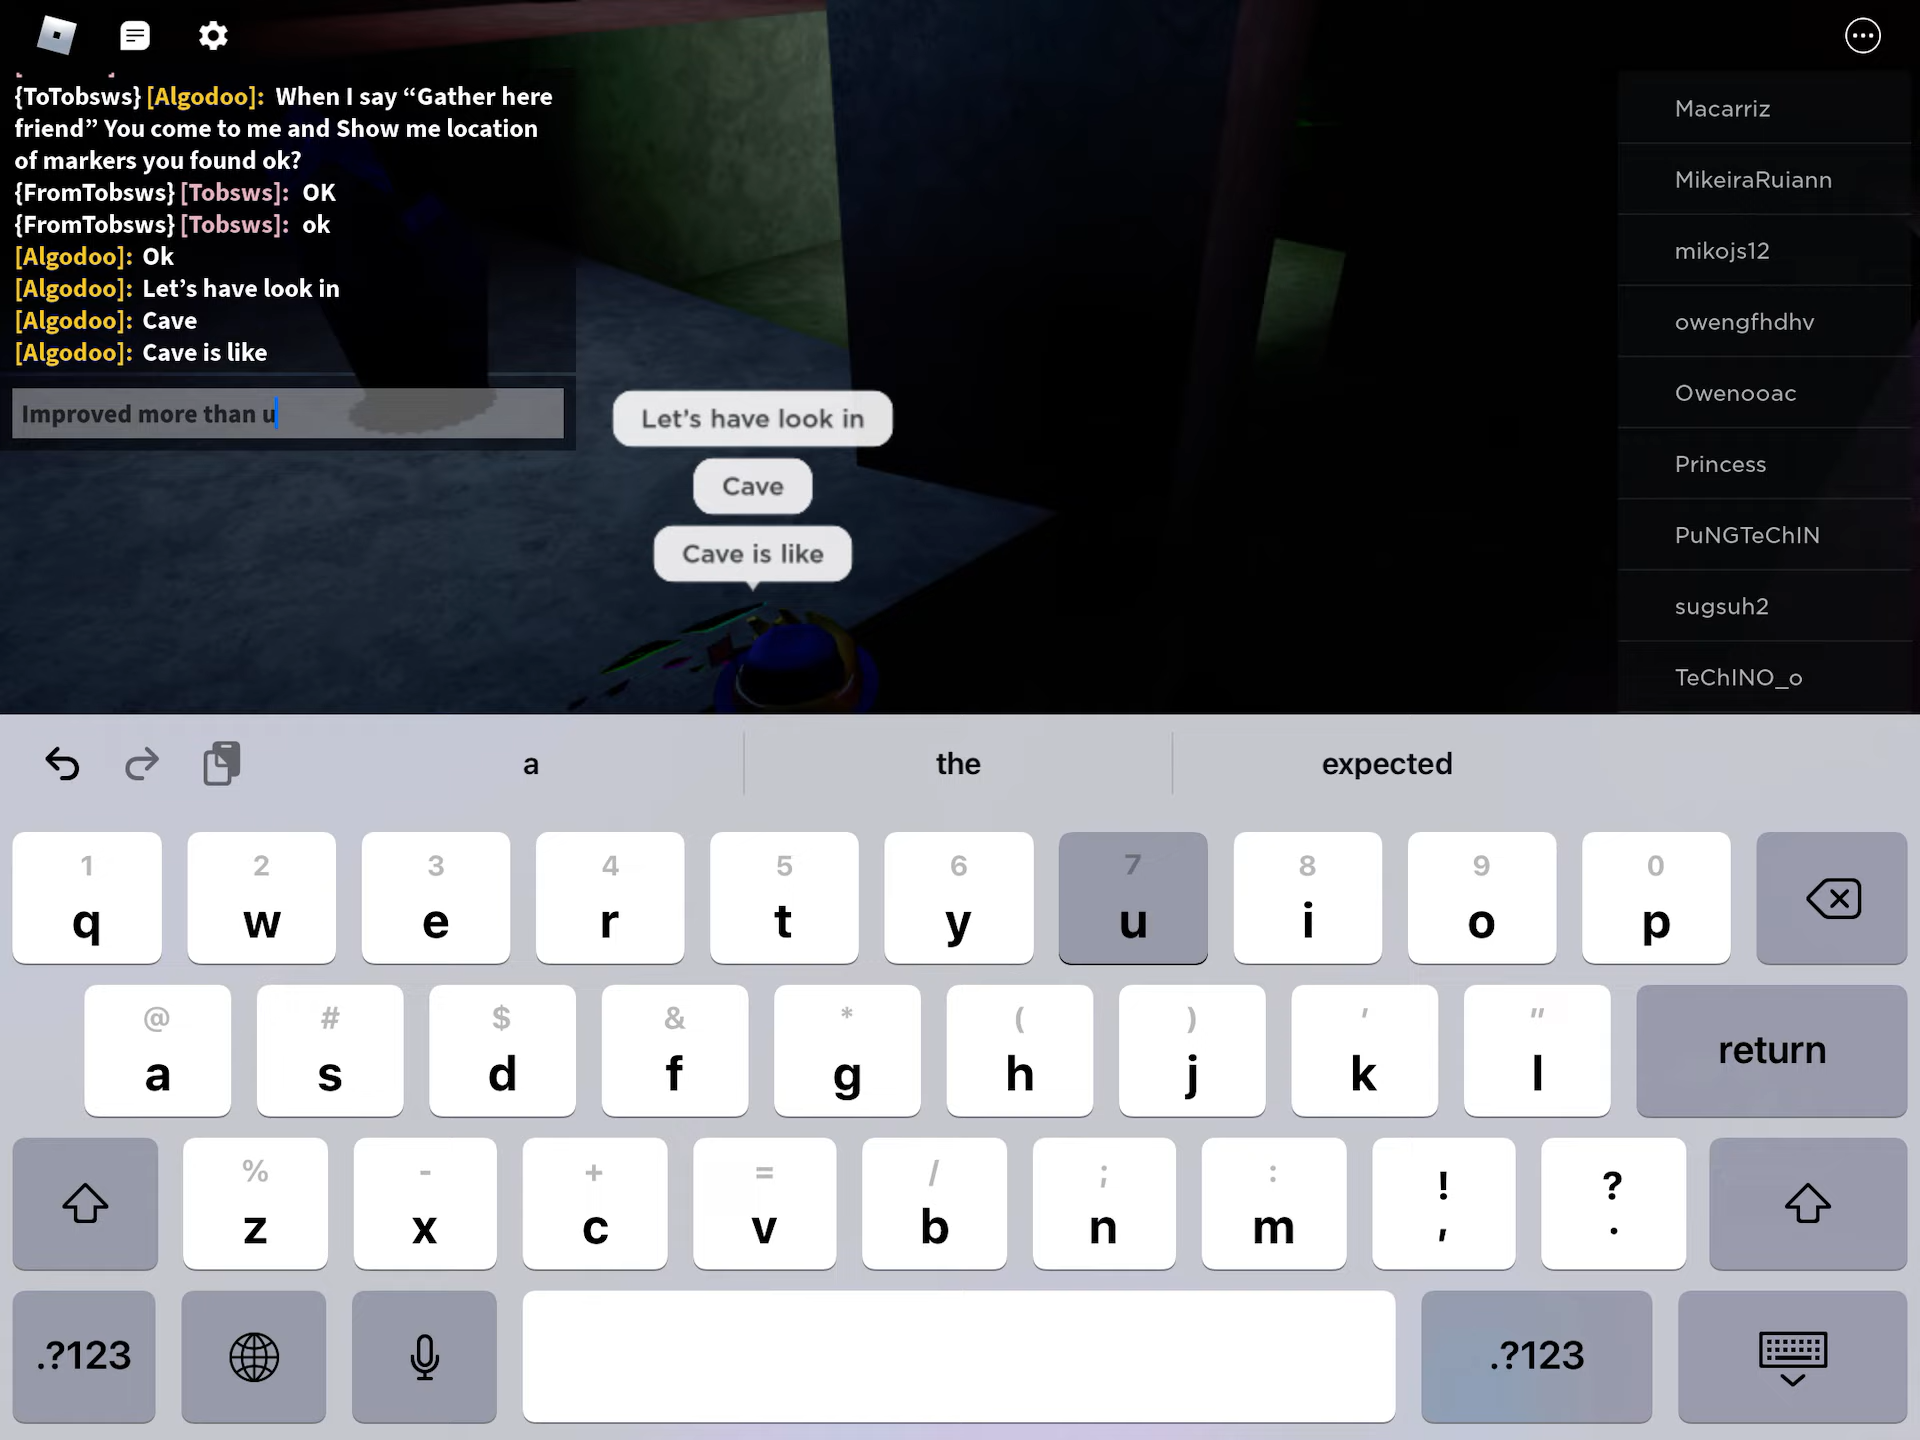 {ToTobsws} [Algodoo]: When I say “Gather here
friend” You come to me and Show me location
of markers you found ok?
{FromTobsws} [Tobsws]: OK
{FromTobsws} [Tobsws]: ok
[Algodoo]: Ok
[Algodoo]: Let’s have look in
[Algodoo]: Cave
[Algodoo]: Cave is like
Improved more than u
Let’s have look in
Cave
Cave is like
Macarriz
MikeiraRuiann
mikojs12
owengfhdhv
Owenooac
Princess
PuNGTeChIN
sugsuh2
TeChINO_o
a the expected
1 2 3 4 5 6 7 8 9 0
q w e r t y u i o p
@ # $ & * ( ) ' "
a s d f g h j k l return
% - + = / ; : ! ?
z x c v b n m , .
.?123 .?123